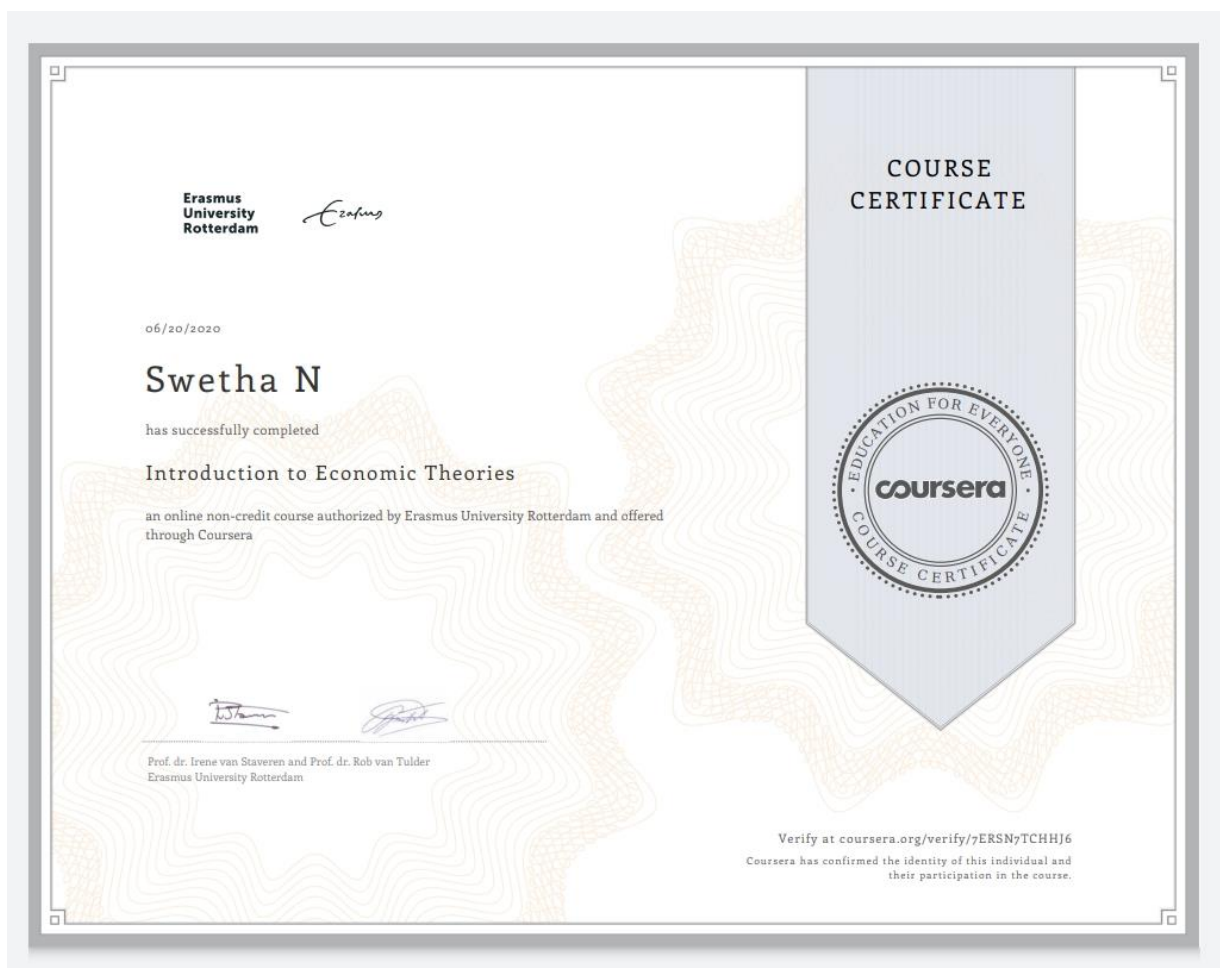 COURSE
CERTIFICATE
Erasmus
University
Rotterdam
Erasmus
06/20/2020
Swetha N
has successfully completed
Introduction to Economic Theories
an online non-credit course authorized by Erasmus University Rotterdam and offered
through Coursera
EDUCATION FOR EVERYONE
coursera
COURSE CERTIFICATE
Prof. dr. Irene van Staveren and Prof. dr. Rob van Tulder
Erasmus University Rotterdam
Verify at coursera.org/verify/7ERSN7TCHHJ6
Coursera has confirmed the identity of this individual and
their participation in the course.